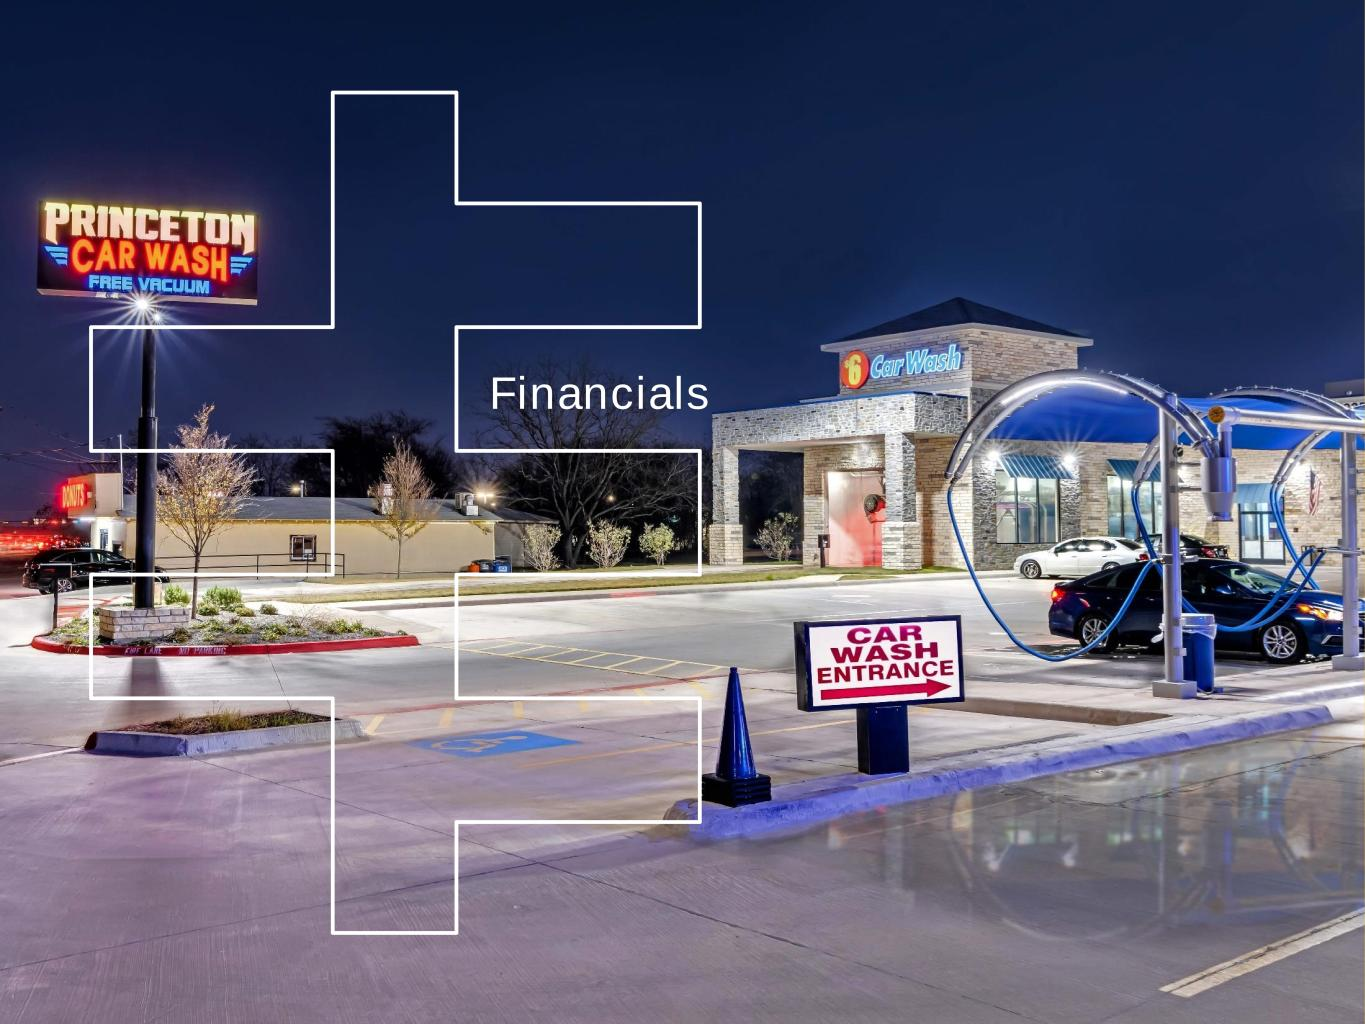 PRINCETON
CAR WASH
FREE VACUUM
Financials
$6 Car Wash
DONUTS
FIRE LANE NO PARKING
CAR
WASH
ENTRANCE